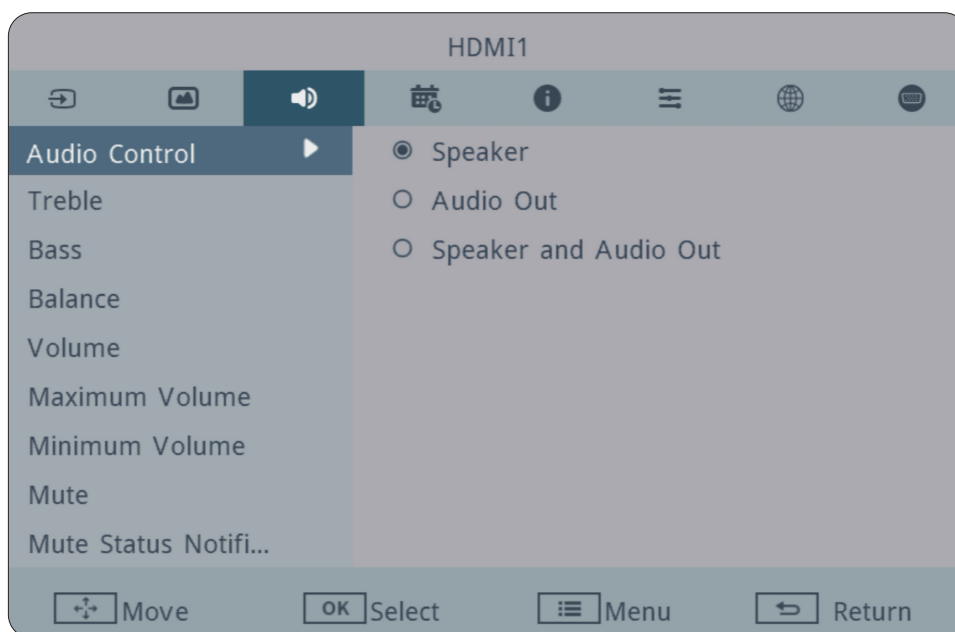 HDMI1
Audio Control
Treble
Bass
Balance
Volume
Maximum Volume
Minimum Volume
Mute
Mute Status Notifi...
Speaker
Audio Out
Speaker and Audio Out
Move OK Select Menu Return